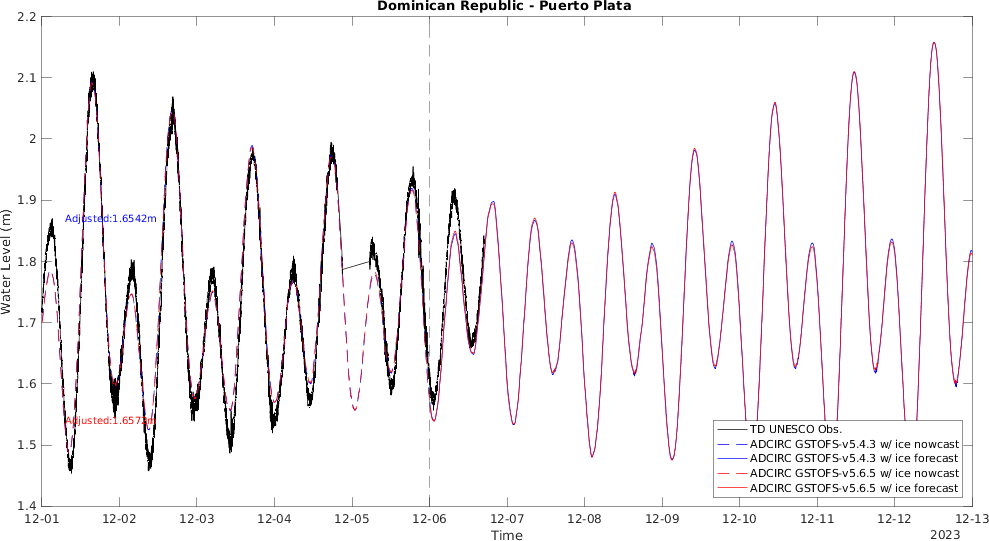 Dominican Republic - Puerto Plata
Water Level (m)
2.2
2.1
2
1.9
1.8
1.7
1.6
1.5
1.4
Adjusted:1.6542m
Adjusted:1.6572m
TD UNESCO Obs.
ADCIRC GSTOFS-v5.4.3 w/ ice nowcast
ADCIRC GSTOFS-v5.4.3 w/ ice forecast
ADCIRC GSTOFS-v5.6.5 w/ ice nowcast
ADCIRC GSTOFS-v5.6.5 w/ ice forecast
12-01 12-02 12-03 12-04 12-05 12-06 12-07 12-08 12-09 12-10 12-11 12-12 12-13
Time
2023